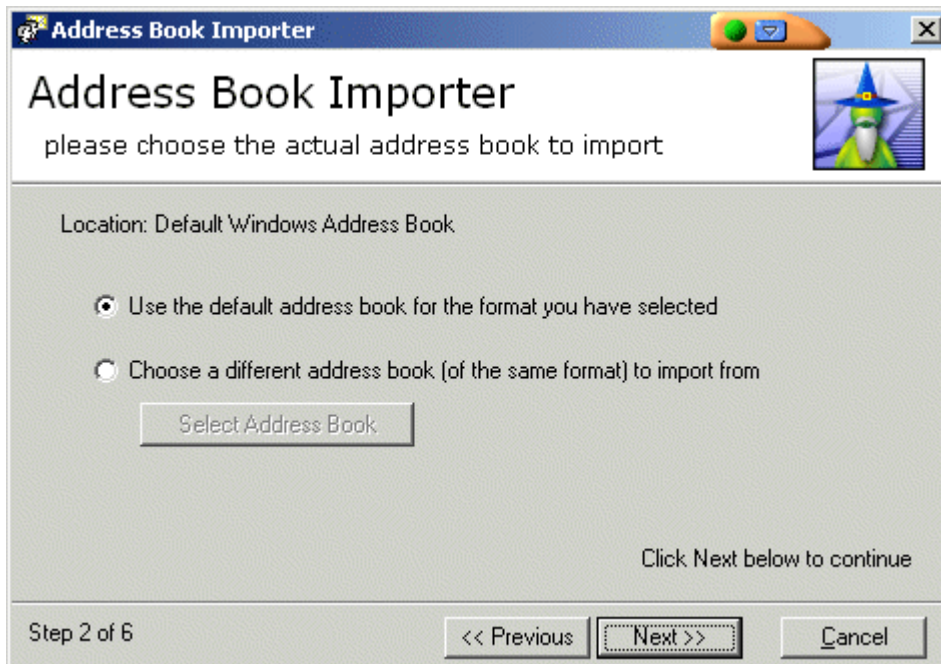 Address Book Importer
Address Book Importer
please choose the actual address book to import
Location: Default Windows Address Book
Use the default address book for the format you have selected
Choose a different address book (of the same format) to import from
Select Address Book
Click Next below to continue
Step 2 of 6
<< Previous
Next >>
Cancel